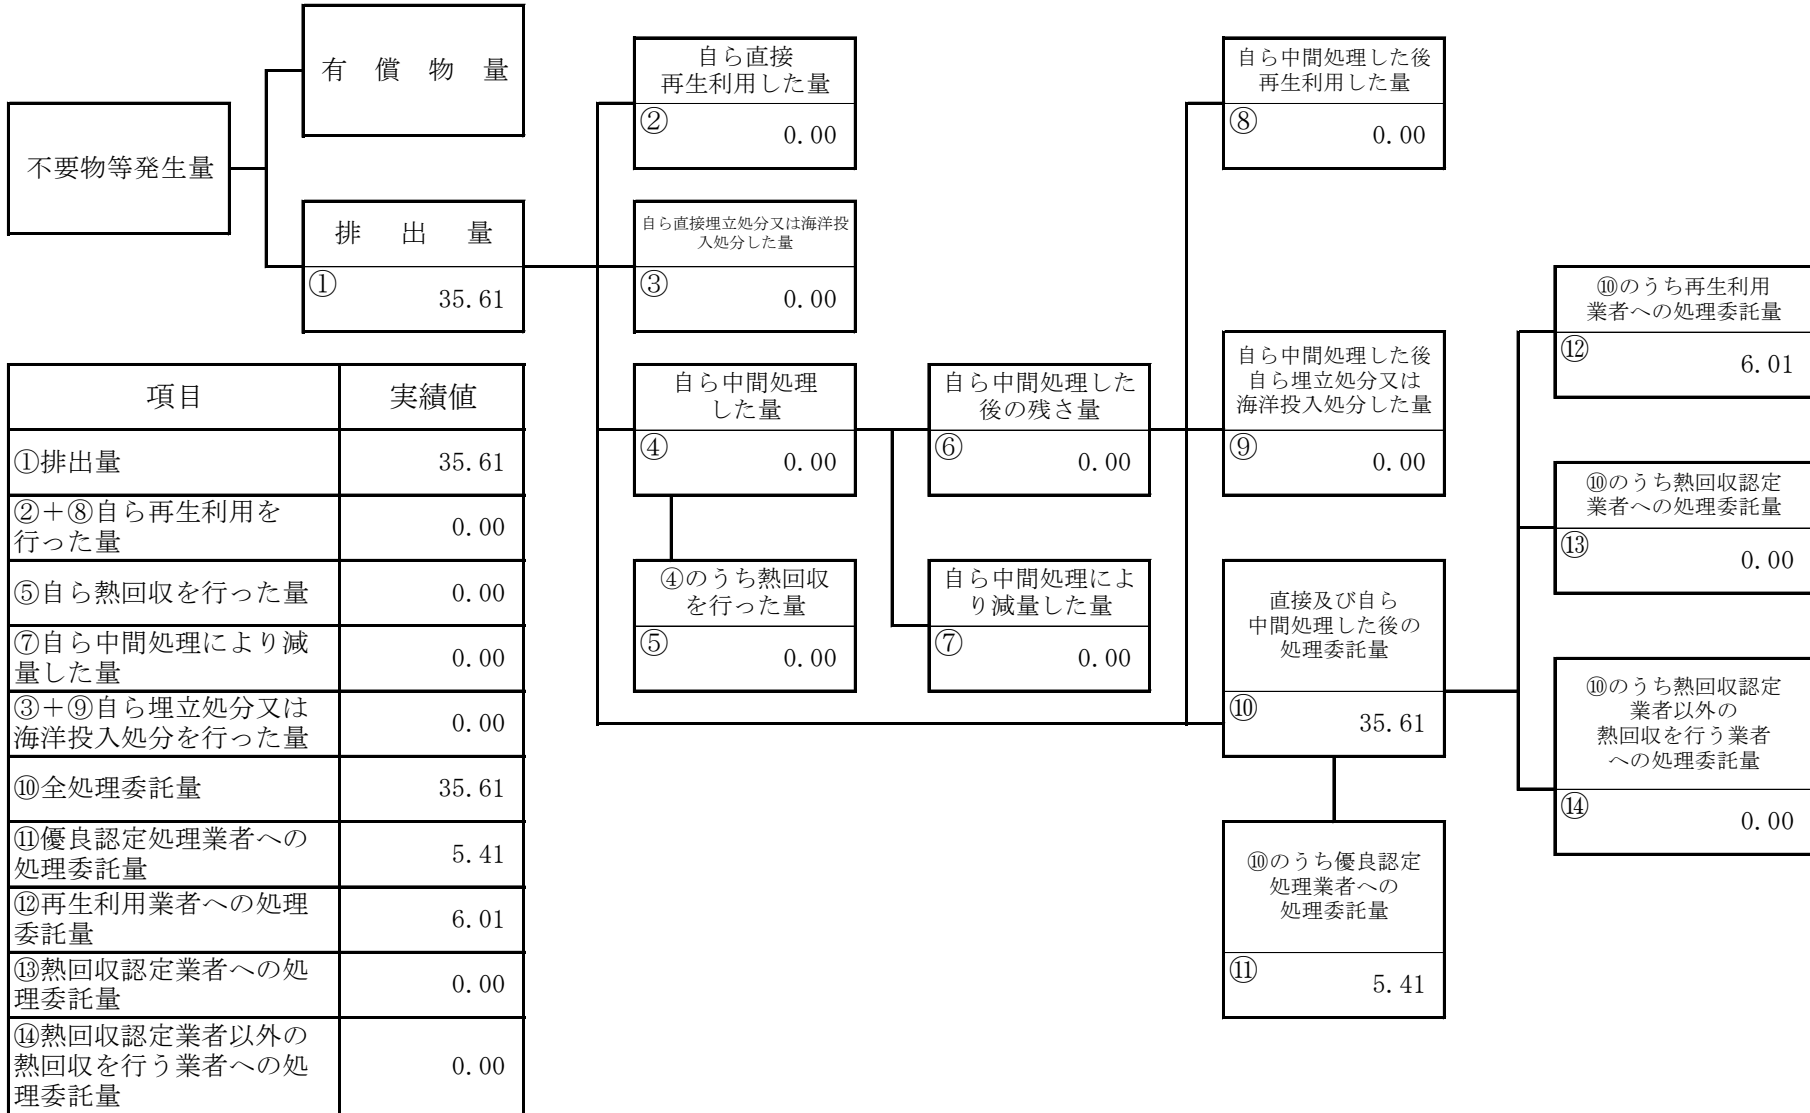 有償物量
不要物等発生量
排出量
①
35.61
自ら直接
再生利用した量
②
0.00
自ら直接埋立処分又は海洋投
入処分した量
③
0.00
自ら中間処理
した量
④
0.00
④のうち熱回収
を行った量
⑤
0.00
自ら中間処理した
後の残さ量
⑥
0.00
自ら中間処理によ
り減量した量
⑦
0.00
自ら中間処理した後
再生利用した量
⑧
0.00
自ら中間処理した後
自ら埋立処分又は
海洋投入処分した量
⑨
0.00
直接及び自ら
中間処理した後の
処理委託量
⑩
35.61
⑩のうち優良認定
処理業者への
処理委託量
⑪
5.41
⑩のうち再生利用
業者への処理委託量
⑫
6.01
⑩のうち熱回収認定
業者への処理委託量
⑬
0.00
⑩のうち熱回収認定
業者以外の
熱回収を行う業者
への処理委託量
⑭
0.00
項目 実績値
①排出量 35.61
②＋⑧自ら再生利用を
行った量 0.00
⑤自ら熱回収を行った量 0.00
⑦自ら中間処理により減
量した量 0.00
③＋⑨自ら埋立処分又は
海洋投入処分を行った量 0.00
⑩全処理委託量 35.61
⑪優良認定処理業者への
処理委託量 5.41
⑫再生利用業者への処理
委託量 6.01
⑬熱回収認定業者への処
理委託量 0.00
⑭熱回収認定業者以外の
熱回収を行う業者への処
理委託量 0.00